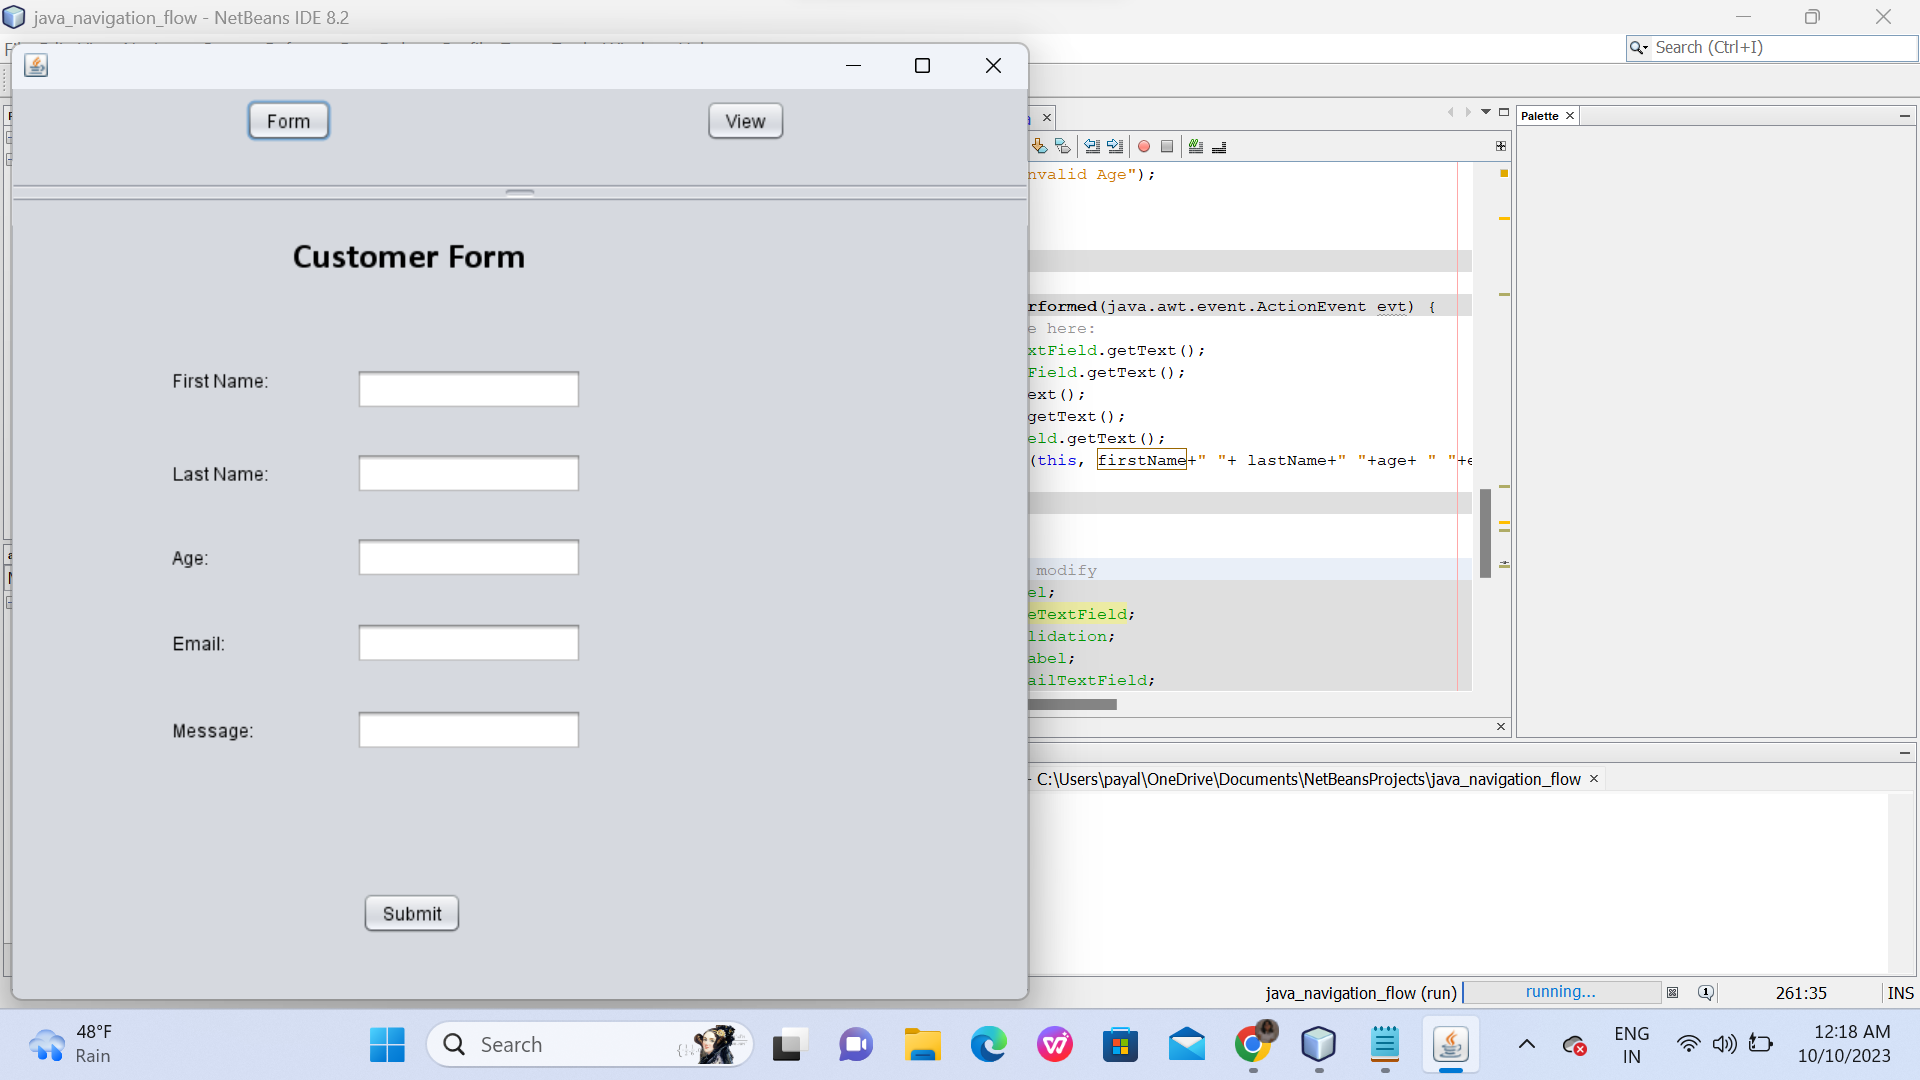 java_navigation_flow - NetBeans IDE 8.2
Search (Ctrl+I)
Form
View
Palette
nvalid Age");
Customer Form
rformed(java.awt.event.ActionEvent evt) {
e here:
xtField.getText();
Field.getText();
ext();
getText();
eld.getText();
(this, firstName+" "+ lastName+" "+age+ " "+e
First Name:
Last Name:
Age:
Email:
Message:
Submit
modify
el;
eTextField;
lidation;
abel;
ailTextField;
- C:\Users\payal\OneDrive\Documents\NetBeansProjects\java_navigation_flow
java_navigation_flow (run)
running...
261:35
INS
48°F
Rain
Search
ENG
IN
12:18 AM
10/10/2023